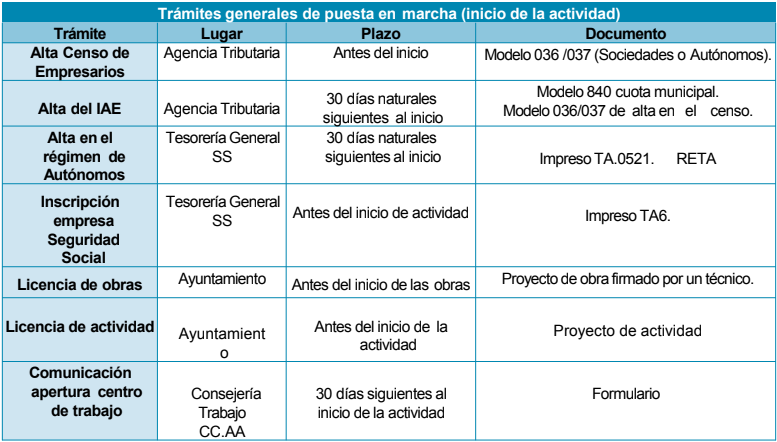 Trámites generales de puesta en marcha (inicio de la actividad)
Trámite Lugar Plazo Documento
Alta Censo de
Empresarios
Agencia Tributaria
Antes del inicio
Modelo 036 /037 (Sociedades o Autónomos).
Alta del IAE
Agencia Tributaria
30 días naturales
siguientes al inicio
Modelo 840 cuota municipal.
Modelo 036/037 de alta en el censo.
Alta en el
régimen de
Autónomos
Tesorería General
SS
30 días naturales
siguientes al inicio
Impreso TA.0521. RETA
Inscripción
empresa
Seguridad
Social
Tesorería General
SS
Antes del inicio de actividad
Impreso TA6.
Licencia de obras
Ayuntamiento
Antes del inicio de las obras
Proyecto de obra firmado por un técnico.
Licencia de actividad
Ayuntamient
o
Antes del inicio de la
actividad
Proyecto de actividad
Comunicación
apertura centro
de trabajo
Consejería
Trabajo
CC.AA
30 días siguientes al
inicio de la actividad
Formulario